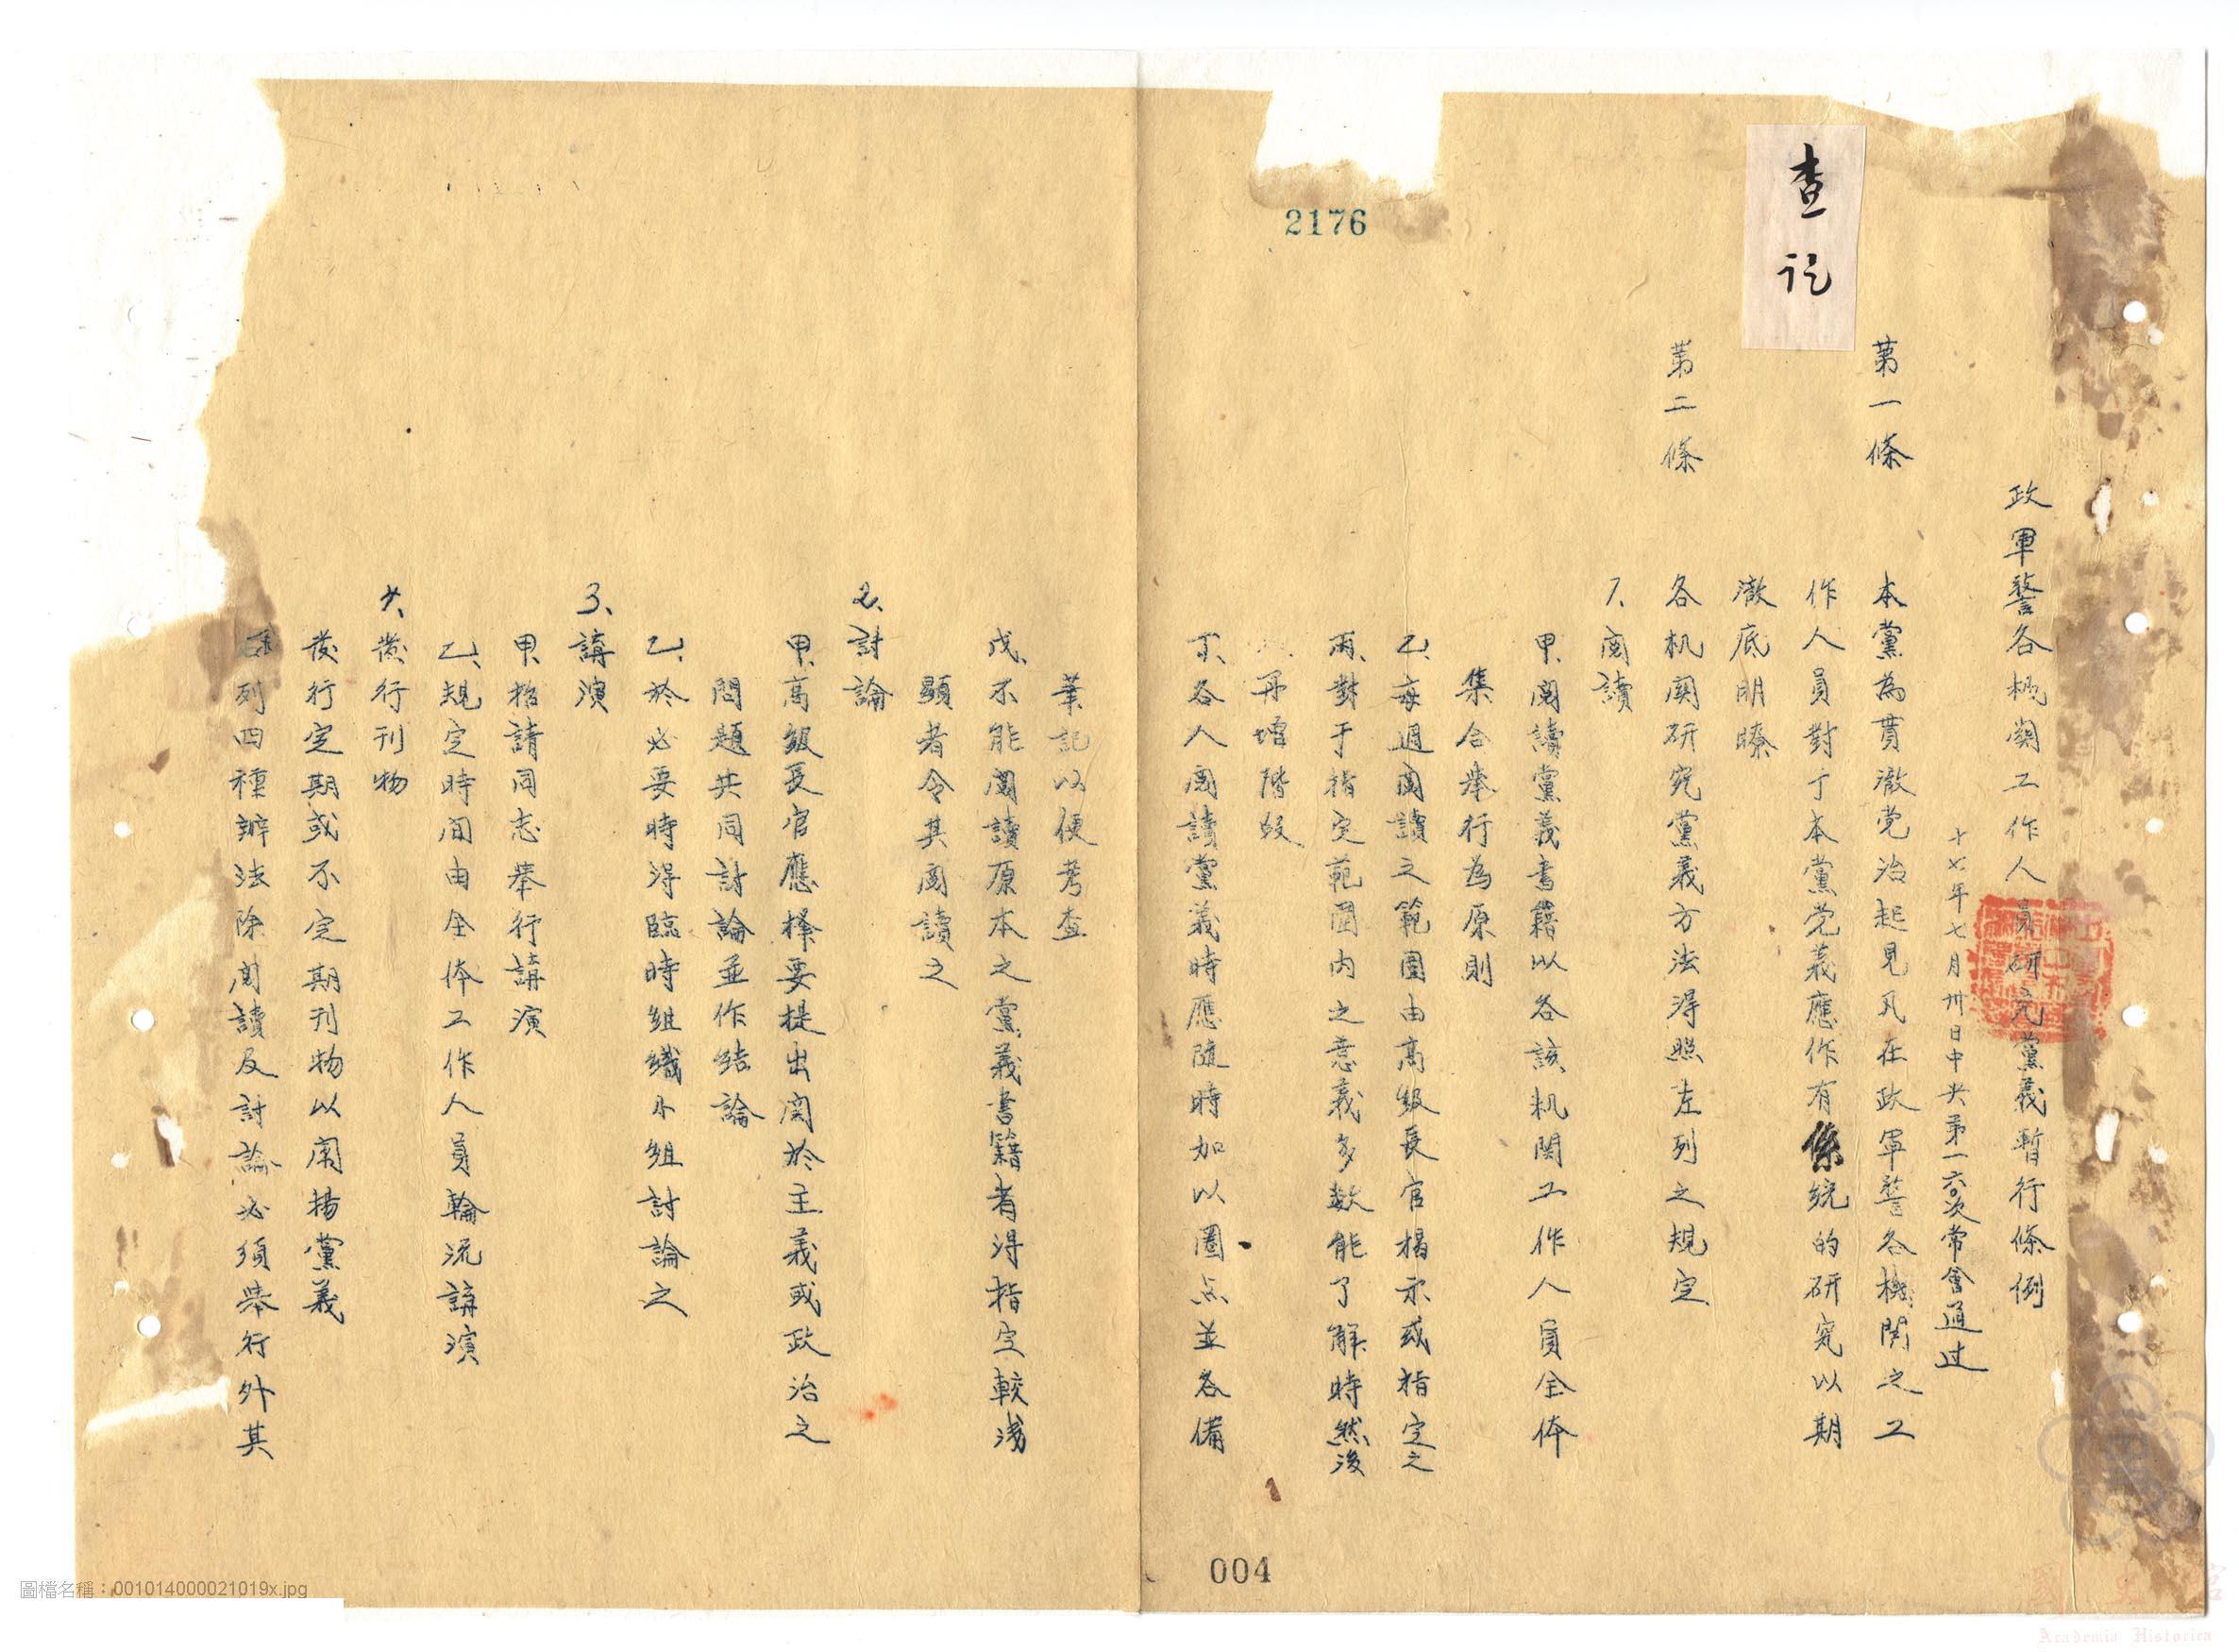 查訖
2176
政軍警各機関工作人員研究黨義暫行條例
十七年七月卅日中央第一六〇次常會通过
第一條
本黨為貫澈党治起見凡在政軍警各機関之工
作人員對于本黨党義應作有係統的研究以期
澈底明瞭
第二條
各机関研究黨義方法得照左列之規定
1、閱讀
甲、閱讀黨義書籍以各該机関工作人員全体
集合舉行為原則
乙、每週閱讀之範圍由高級長官揭示或指定之
丙、對于指定範圍内之意義多数能了解時然後
再增階段
丁、各人閱讀黨義時應隨時加以圈点並各備
筆記以便考查
戊、不能閱讀原本之黨義書籍者得指定較淺
顯者令其閱讀之
2、討論
甲、高級長官應擇要提出関於主義或政治之
問題共同討論並作結論
乙、於必要時得臨時組織小組討論之
3、講演
甲、招請同志舉行講演
乙、規定時间由全体工作人員輪流講演
4、發行刊物
發行定期或不定期刊物以阐揚黨義
右列四種辦法除閱讀及討論必須舉行外其
004
圖檔名稱：001014000021019x.jpg
Academia Historica